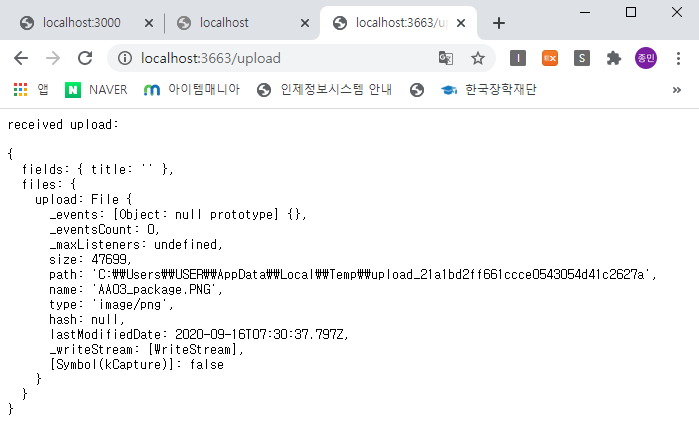 localhost:3000
localhost
localhost:3663/up
localhost:3663/upload
종민
앱
NAVER
아이템매니아
인제정보시스템 안내
한국장학재단
received upload:
{
fields: { title: '' },
files: {
upload: File {
_events: [Object: null prototype] {},
_eventsCount: 0,
_maxListeners: undefined,
size: 47699,
path: 'C:₩₩Users₩₩USER₩₩AppData₩₩Local₩₩Temp₩₩upload_21a1bd2ff661ccce0543054d41c2627a',
name: 'AA03_package.PNG',
type: 'image/png',
hash: null,
lastModifiedDate: 2020-09-16T07:30:37.797Z,
_writeStream: [WriteStream],
[Symbol(kCapture)]: false
}
}
}